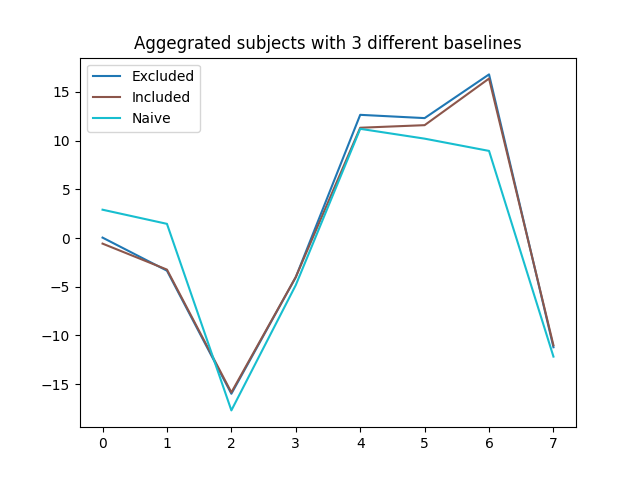 Aggegrated subjects with 3 different baselines
Excluded
Included
Naive
15
10
5
0
−5
−10
−15
0 1 2 3 4 5 6 7